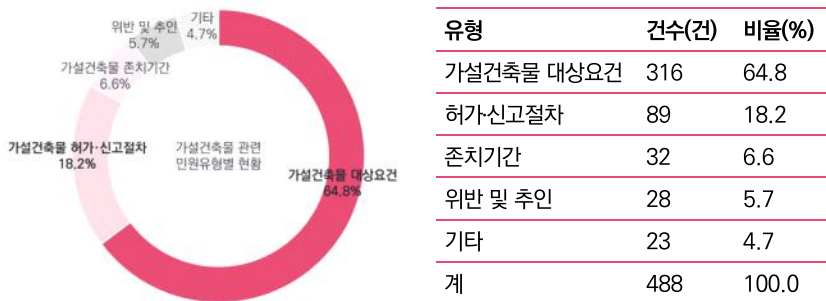 기타
4.7%
위반 및 추인
5.7%
가설건축물 존치기간
6.6%
가설건축물 허가·신고절차
18.2%
가설건축물 관련
민원유형별 현황
가설건축물 대상요건
64.8%
유형 건수(건) 비율(%)
가설건축물 대상요건 316 64.8
허가·신고절차 89 18.2
존치기간 32 6.6
위반 및 추인 28 5.7
기타 23 4.7
계 488 100.0